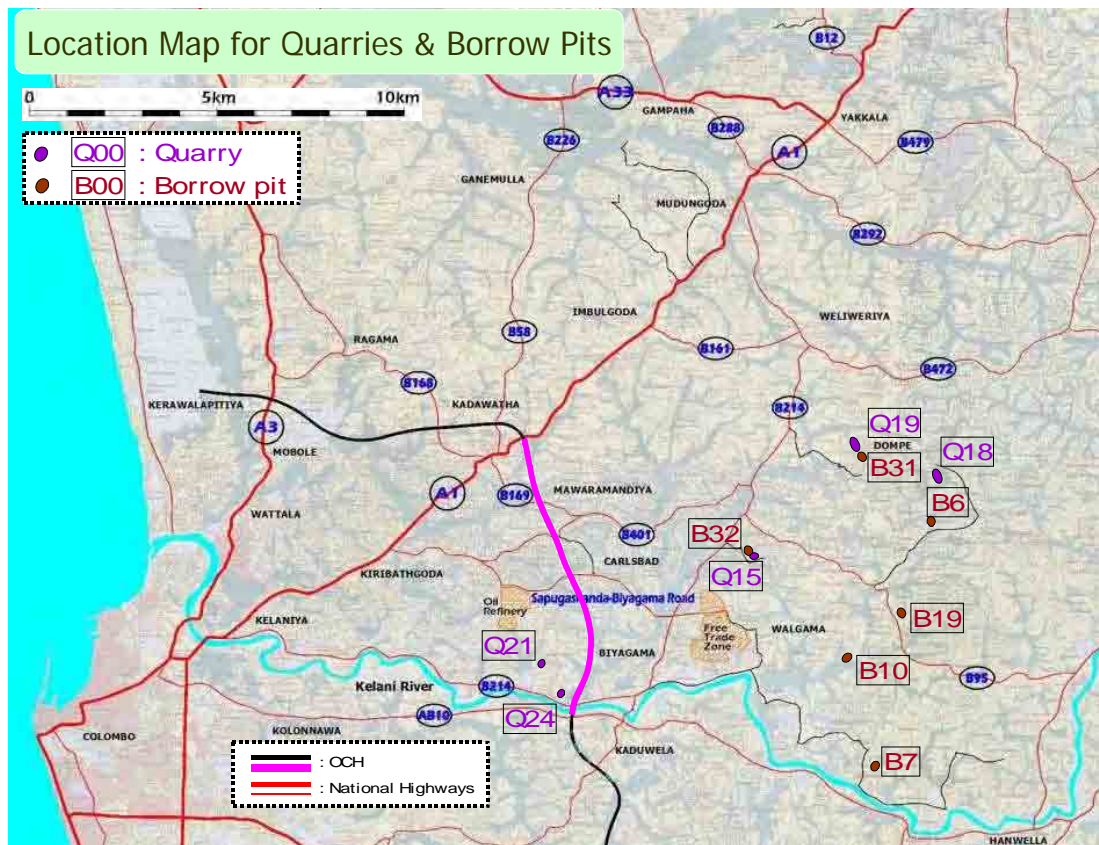 Location Map for Quarries & Borrow Pits
0 5km 10km
Q00 : Quarry
B00 : Borrow pit
B12
A33
GAMPAHA
YAKKALA
B288
B226
A1
B479
GANEMULLA
MUDUNGODA
B292
IMBULGODA
WELIWERIYA
B58
RAGAMA
B161
B472
B168
KERAWALAPITIYA
KADAWATHA
B214
A3
Q19
DOMPE
MOBOLE
Q18
B31
A1
B169
MAWARAMANDIYA
B6
WATTALA
B401
B32
CARLSBAD
KIRIBATHGODA
Q15
Sapugaskanda-Biyagama Road
Oil
Refinery
KELANIYA
B19
Free
Trade
Zone
WALGAMA
Q21
BIYAGAMA
B10
Kelani River
B214
B95
AB10
Q24
COLOMBO
KOLONNAWA
KADUWELA
B7
: OCH
: National Highways
HANWELLA